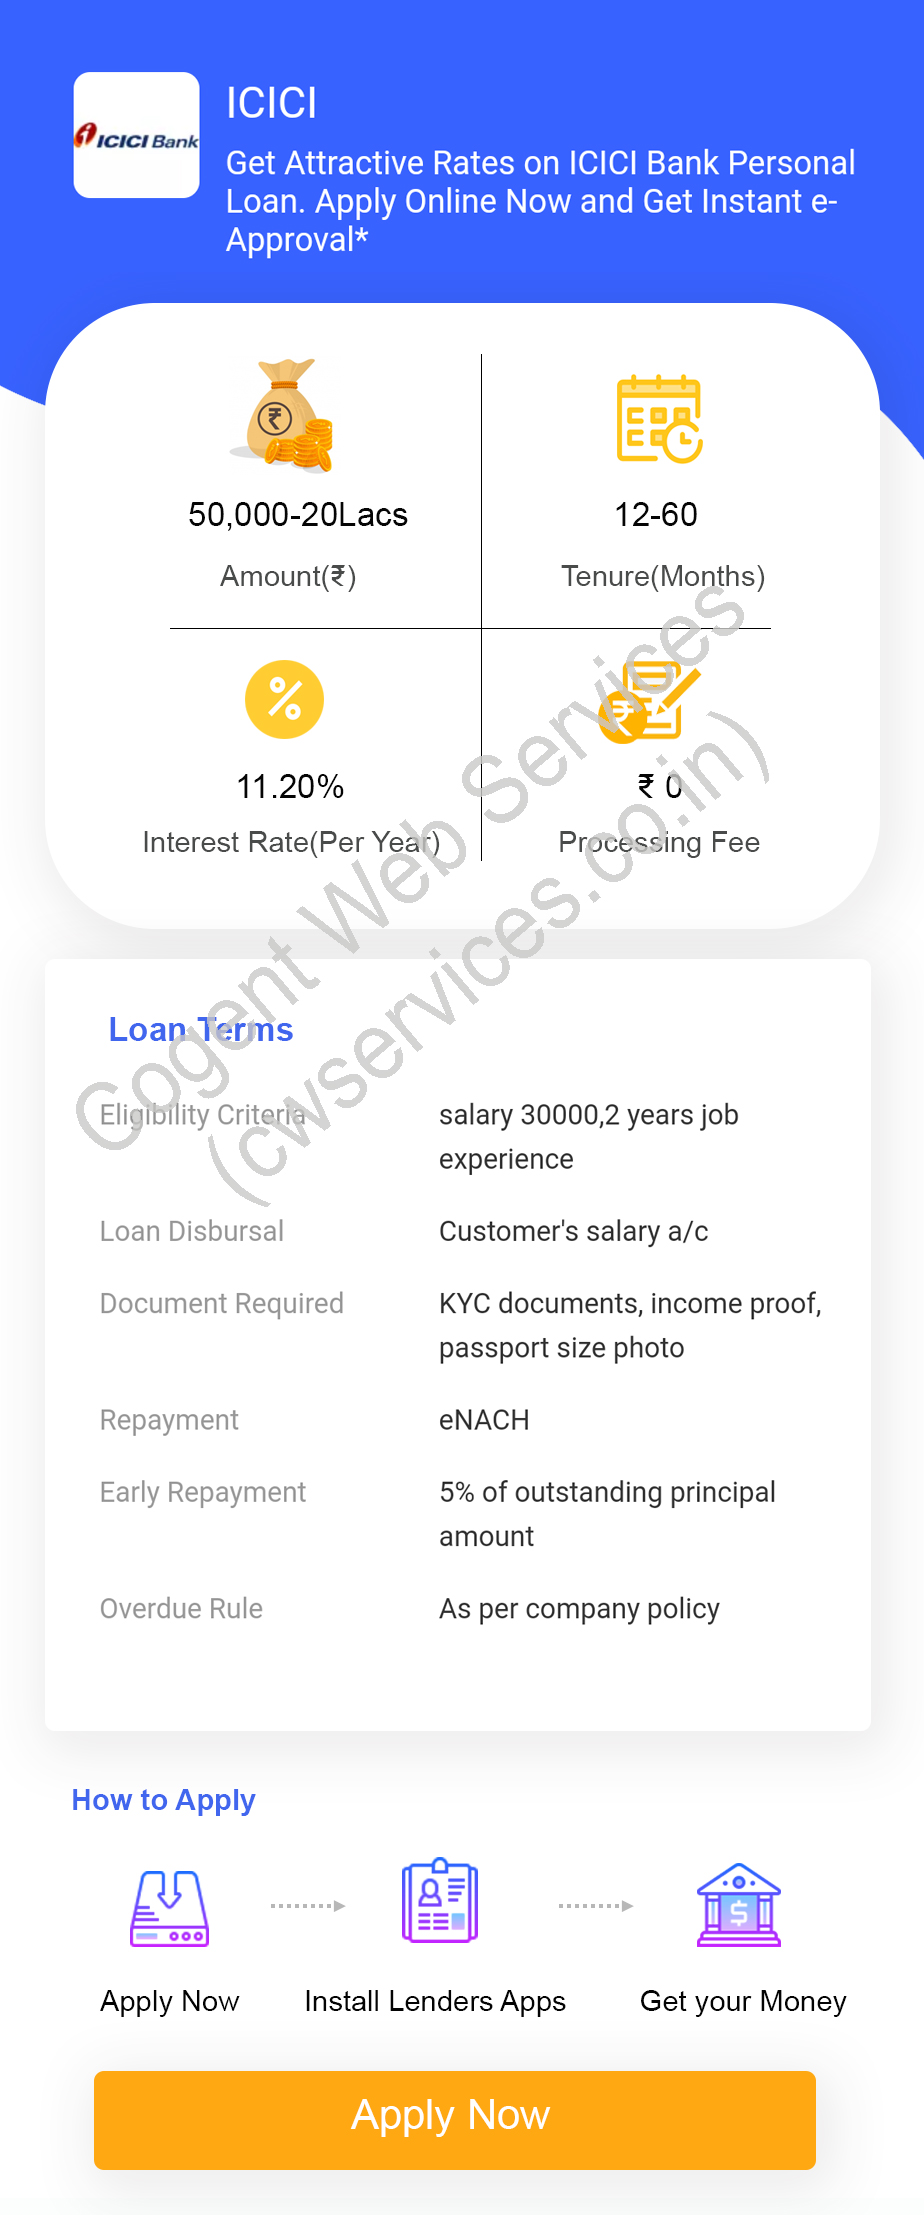 ICICI Bank
ICICI
Get Attractive Rates on ICICI Bank Personal
Loan. Apply Online Now and Get Instant e-
Approval*
₹
50,000-20Lacs
Amount(₹)
12-60
Tenure(Months)
%
11.20%
Interest Rate(Per Year)
₹
₹ 0
Processing Fee
Cogent Web Services
(cwservices.co.in)
Loan Terms
Eligibility Criteria
salary 30000,2 years job
experience
Loan Disbursal
Customer's salary a/c
Document Required
KYC documents, income proof,
passport size photo
Repayment
eNACH
Early Repayment
5% of outstanding principal
amount
Overdue Rule
As per company policy
How to Apply
$
Apply Now
Install Lenders Apps
Get your Money
Apply Now